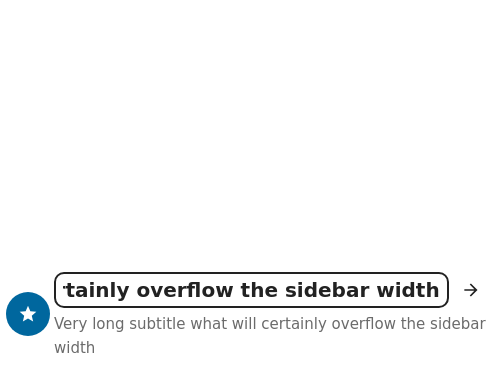 tainly overflow the sidebar width
Very long subtitle what will certainly overflow the sidebar
width